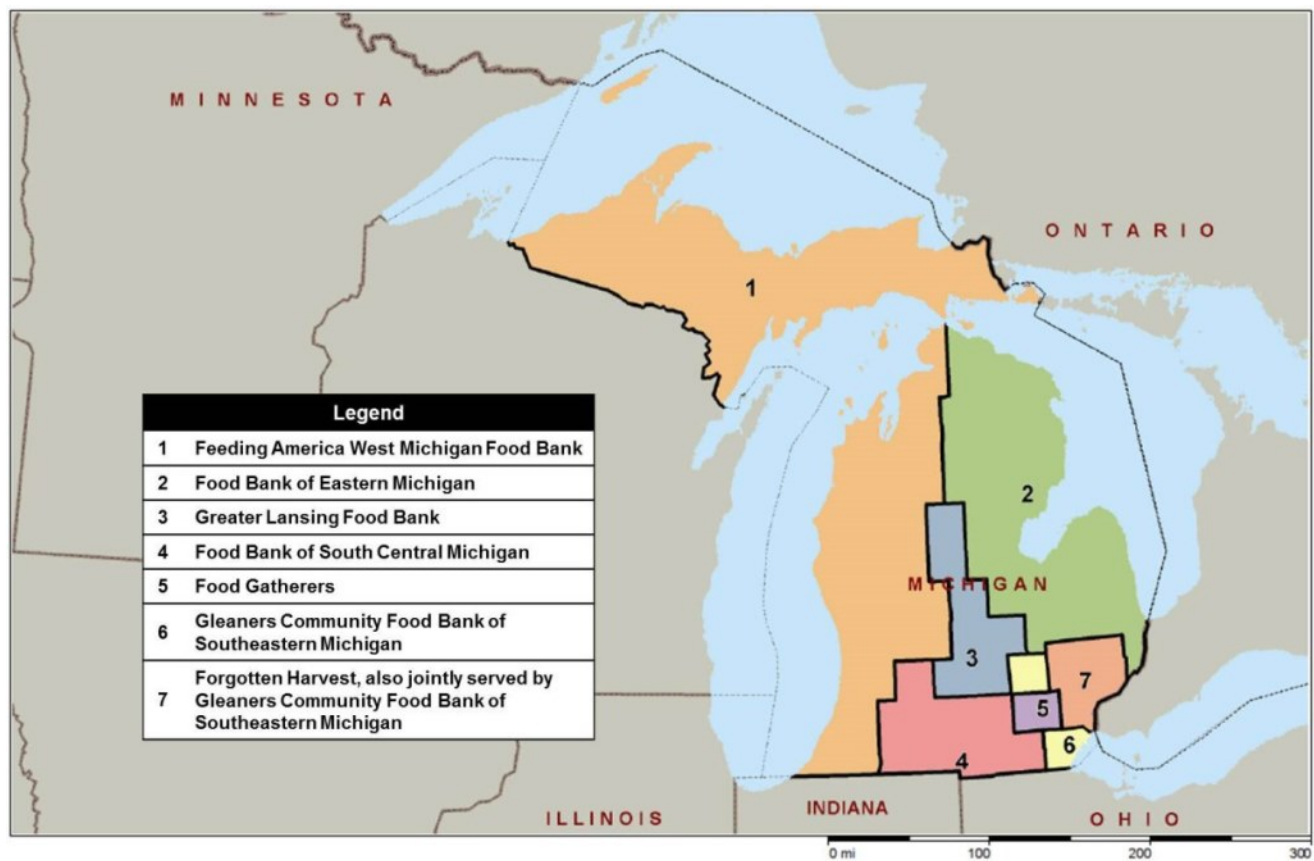 MINNESOTA
ONTARIO
1
Legend
1 Feeding America West Michigan Food Bank
2 Food Bank of Eastern Michigan
3 Greater Lansing Food Bank
4 Food Bank of South Central Michigan
5 Food Gatherers
6 Gleaners Community Food Bank of
Southeastern Michigan
7 Forgotten Harvest, also jointly served by
Gleaners Community Food Bank of
Southeastern Michigan
2
MICHIGAN
3
7
5
6
4
ILLINOIS
INDIANA
OHIO
0 mi 100 200 300